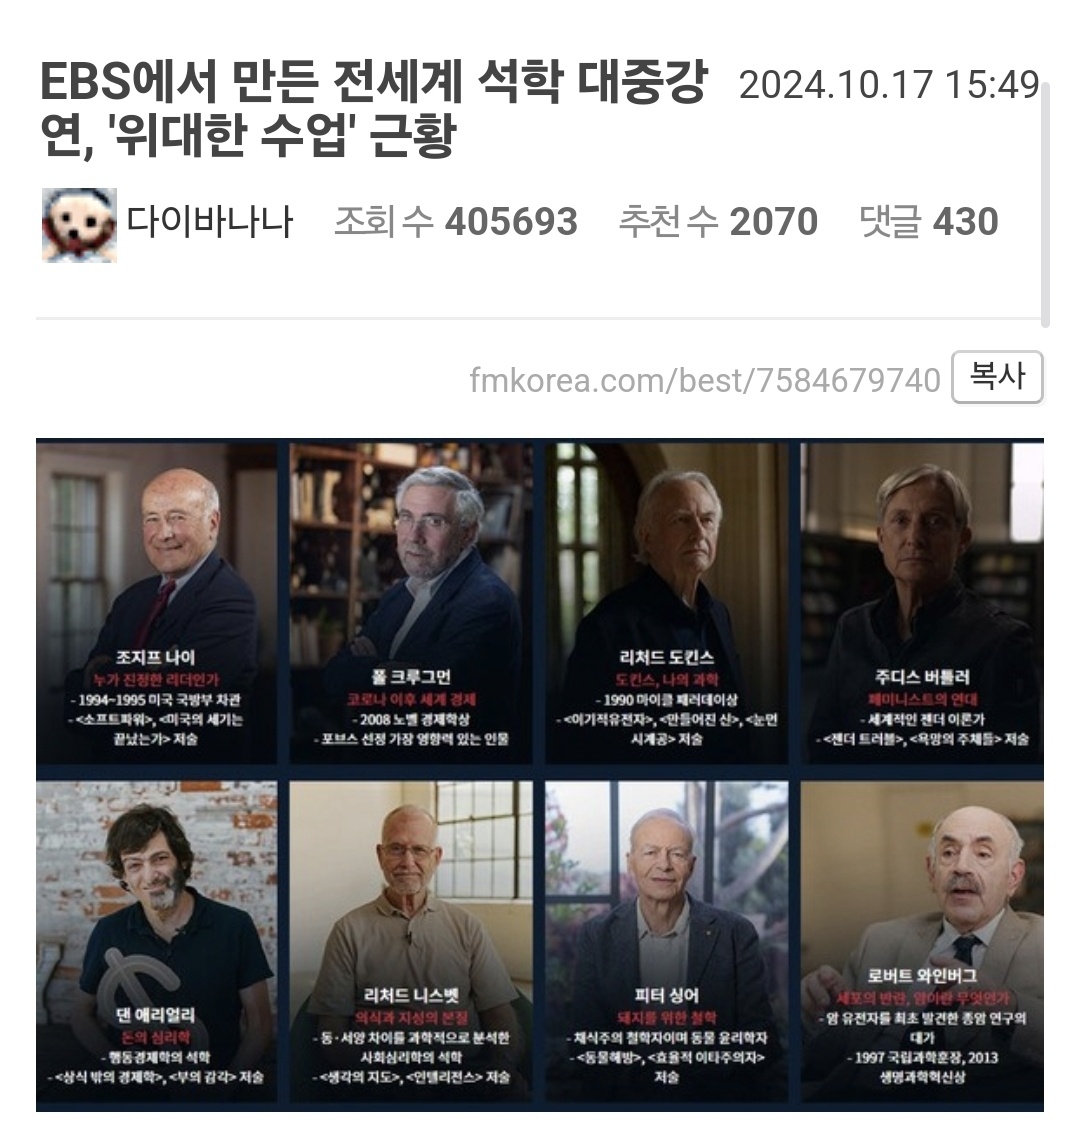 EBS에서 만든 전세계 석학 대중강
연, '위대한 수업' 근황
2024.10.17 15:49
다이바나나 조회 수 405693 추천 수 2070 댓글 430
fmkorea.com/best/7584679740 복사
조지프 나이
누가 진정한 리더인가
- 1994~1995 미국 국방부 차관
- <소프트파워>, <미국의 세기는
끝났는가> 저술
폴 크루그먼
코로나 이후 세계 경제
- 2008 노벨 경제학상
- 포브스 선정 가장 영향력 있는 인물
리처드 도킨스
도킨스, 나의 과학
- 1990 마이클 패러데이상
- <이기적유전자>, <만들어진 신>, <눈먼
시계공> 저술
주디스 버틀러
페미니스트의 연대
- 세계적인 젠더 이론가
- <젠더 트러블>, <욕망의 주체들> 저술
댄 애리얼리
돈의 심리학
- 행동경제학의 석학
- <상식 밖의 경제학>, <부의 감각> 저술
리처드 니스벳
의식과 지성의 본질
- 동·서양 차이를 과학적으로 분석한
사회심리학의 석학
- <생각의 지도>, <인텔리전스> 저술
피터 싱어
돼지를 위한 철학
- 채식주의 철학자이며 동물 윤리학자
- <동물해방>, <효율적 이타주의자>
저술
로버트 와인버그
세포의 반란, 암이란 무엇인가
- 암 유전자를 최초 발견한 종양 연구의
대가
- 1997 국립과학훈장, 2013
생명과학혁신상